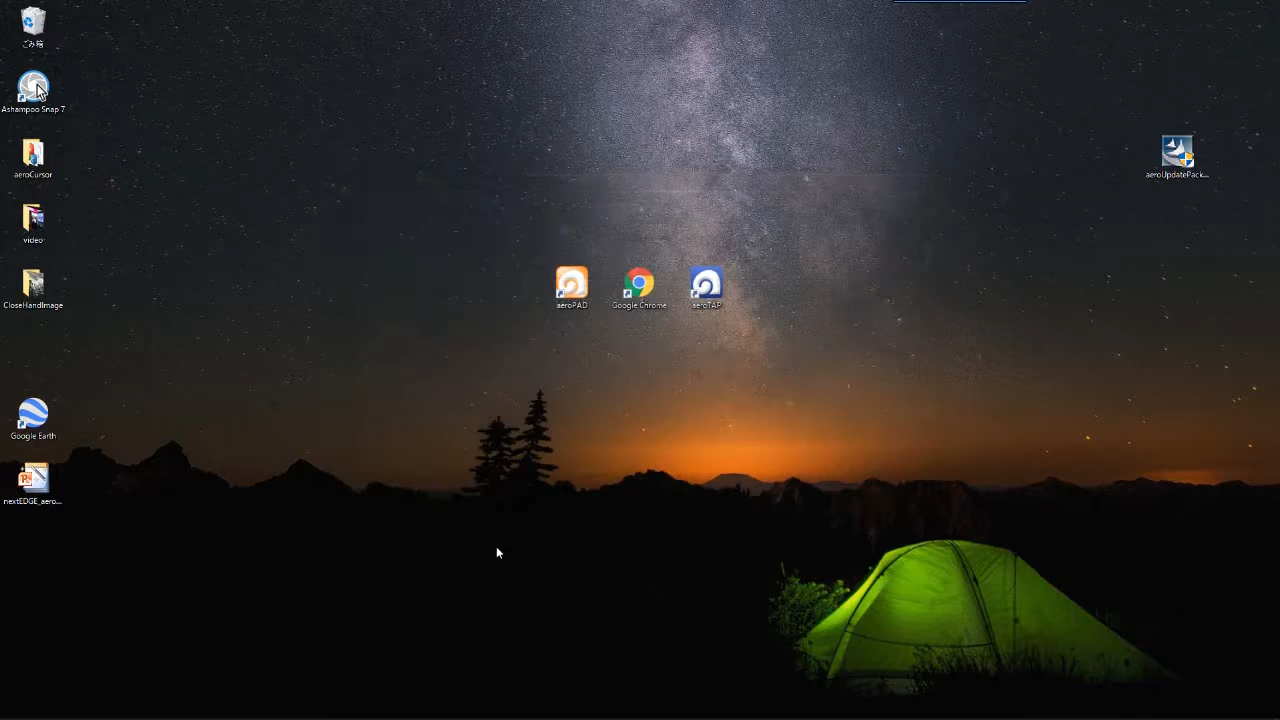 ごみ箱
Ashampoo Snap 7
aeroCursor
aeroUpdatePack...
video
CloseHandImage
aeroPAD
Google Chrome
aeroTAP
Google Earth
nextEDGE_aero...